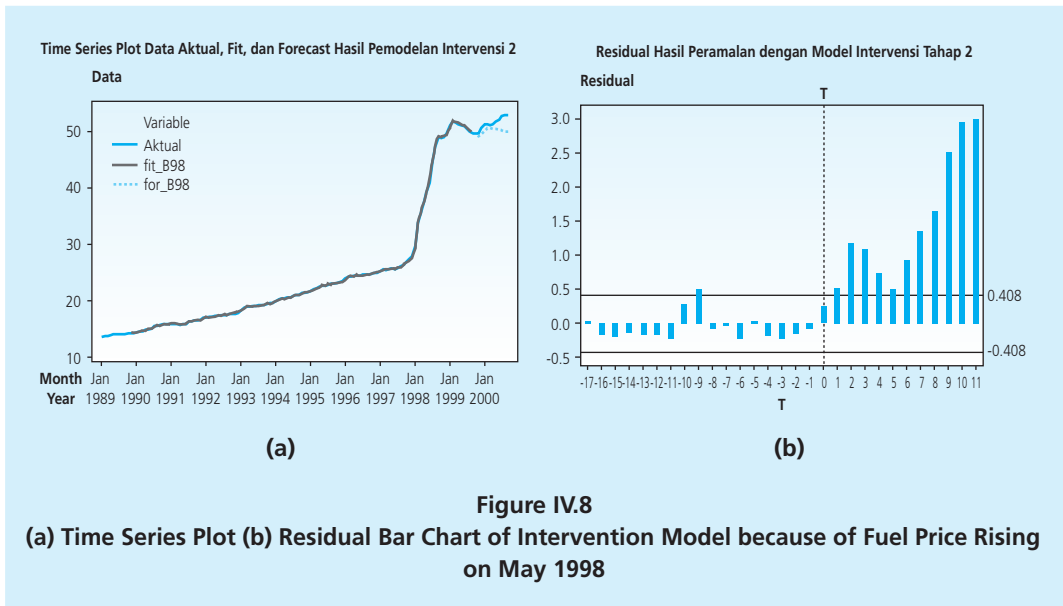 Time Series Plot Data Aktual, Fit, dan Forecast Hasil Pemodelan Intervensi 2
Data
50
40
30
20
10
Variable
Aktual
fit_B98
for_B98
Month Jan Jan Jan Jan Jan Jan Jan Jan Jan Jan Jan Jan
Year 1989 1990 1991 1992 1993 1994 1995 1996 1997 1998 1999 2000
(a)
Residual Hasil Peramalan dengan Model Intervensi Tahap 2
Residual
T
3.0
2.5
2.0
1.5
1.0
0.5
0.0
-0.5
0.408
-0.408
-17 -16 -15 -14 -13 -12 -11 -10 -9 -8 -7 -6 -5 -4 -3 -2 -1 0 1 2 3 4 5 6 7 8 9 10 11
T
(b)
Figure IV.8
(a) Time Series Plot (b) Residual Bar Chart of Intervention Model because of Fuel Price Rising
on May 1998